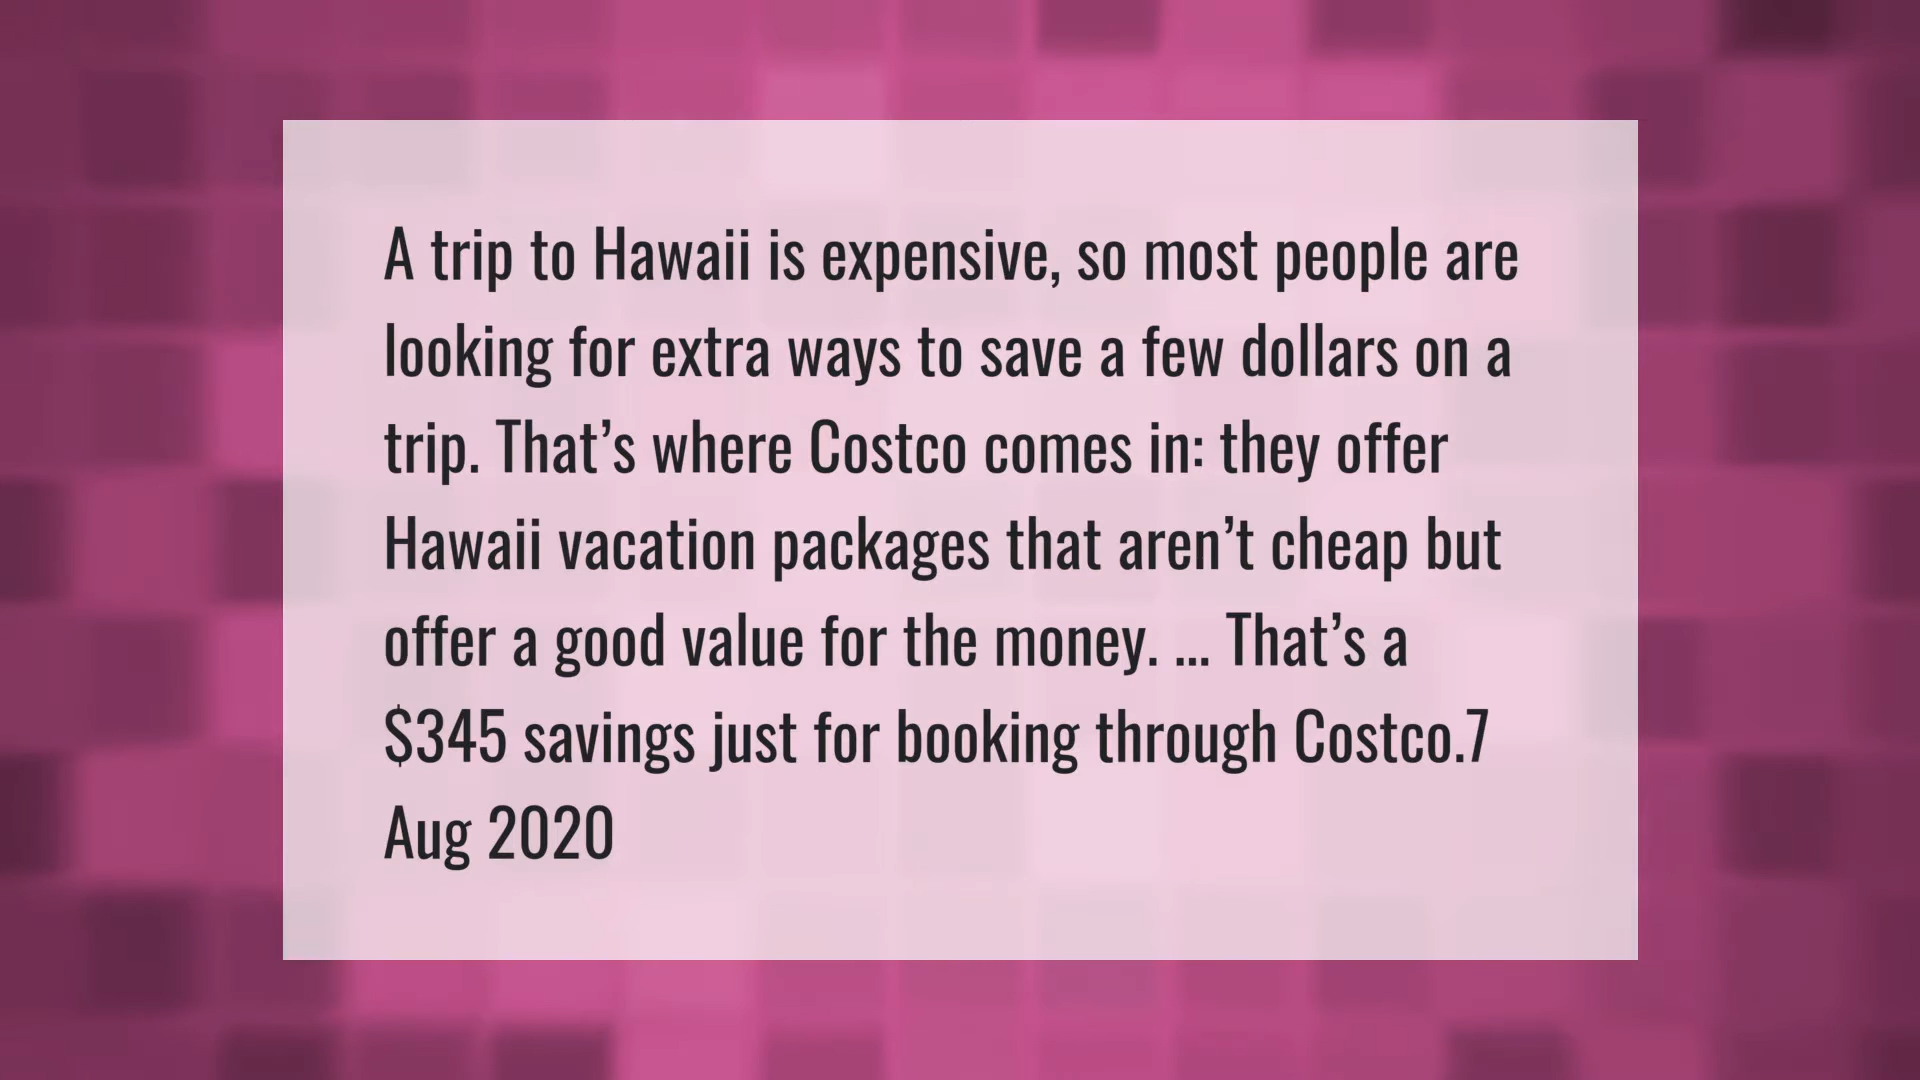 A trip to Hawaii is expensive, so most people are
looking for extra ways to save a few dollars on a
trip. That’s where Costco comes in: they offer
Hawaii vacation packages that aren’t cheap but
offer a good value for the money. ... That’s a
$345 savings just for booking through Costco.7
Aug 2020